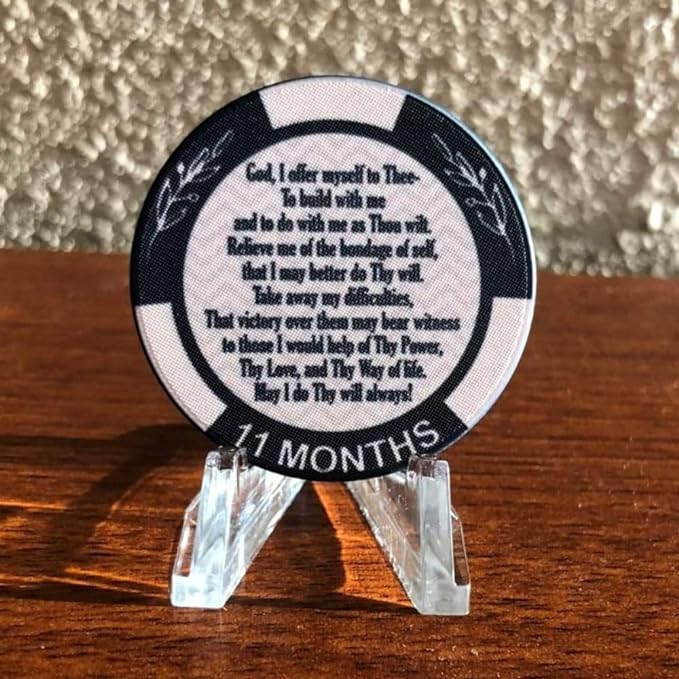 God, I offer myself to Thee-
To build with me
and to do with me as Thou wilt.
Relieve me of the bondage of self,
that I may better do Thy will.
Take away my difficulties,
That victory over them may bear witness
to those I would help of Thy Power,
Thy Love, and Thy Way of life.
May I do Thy will always!
11 MONTHS